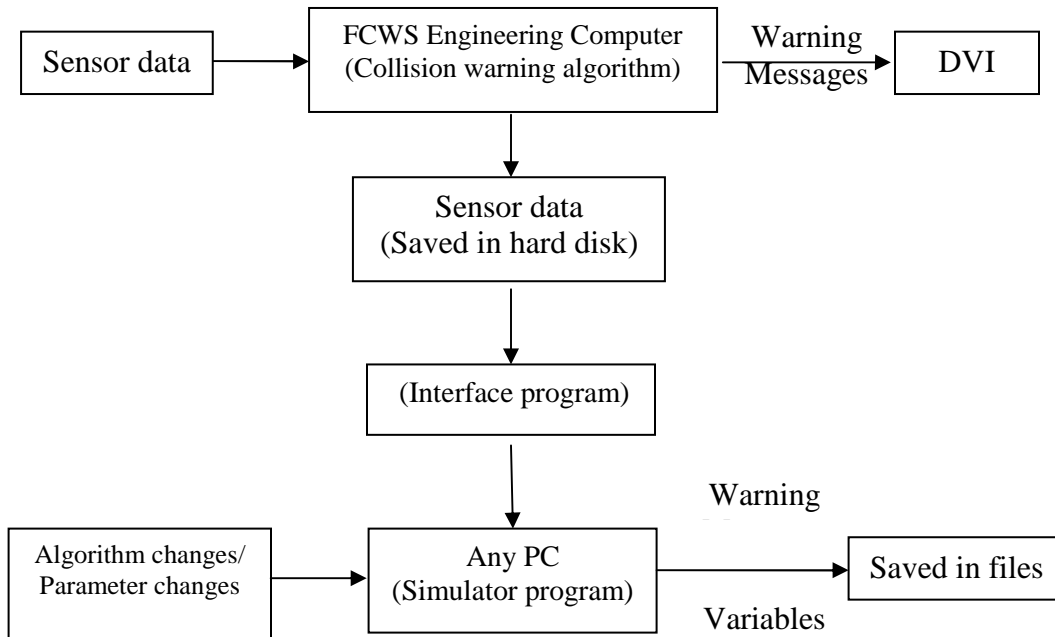 Sensor data
FCWS Engineering Computer
(Collision warning algorithm)
Warning
Messages
DVI
Sensor data
(Saved in hard disk)
(Interface program)
Warning
Algorithm changes/
Parameter changes
Any PC
(Simulator program)
Saved in files
Variables